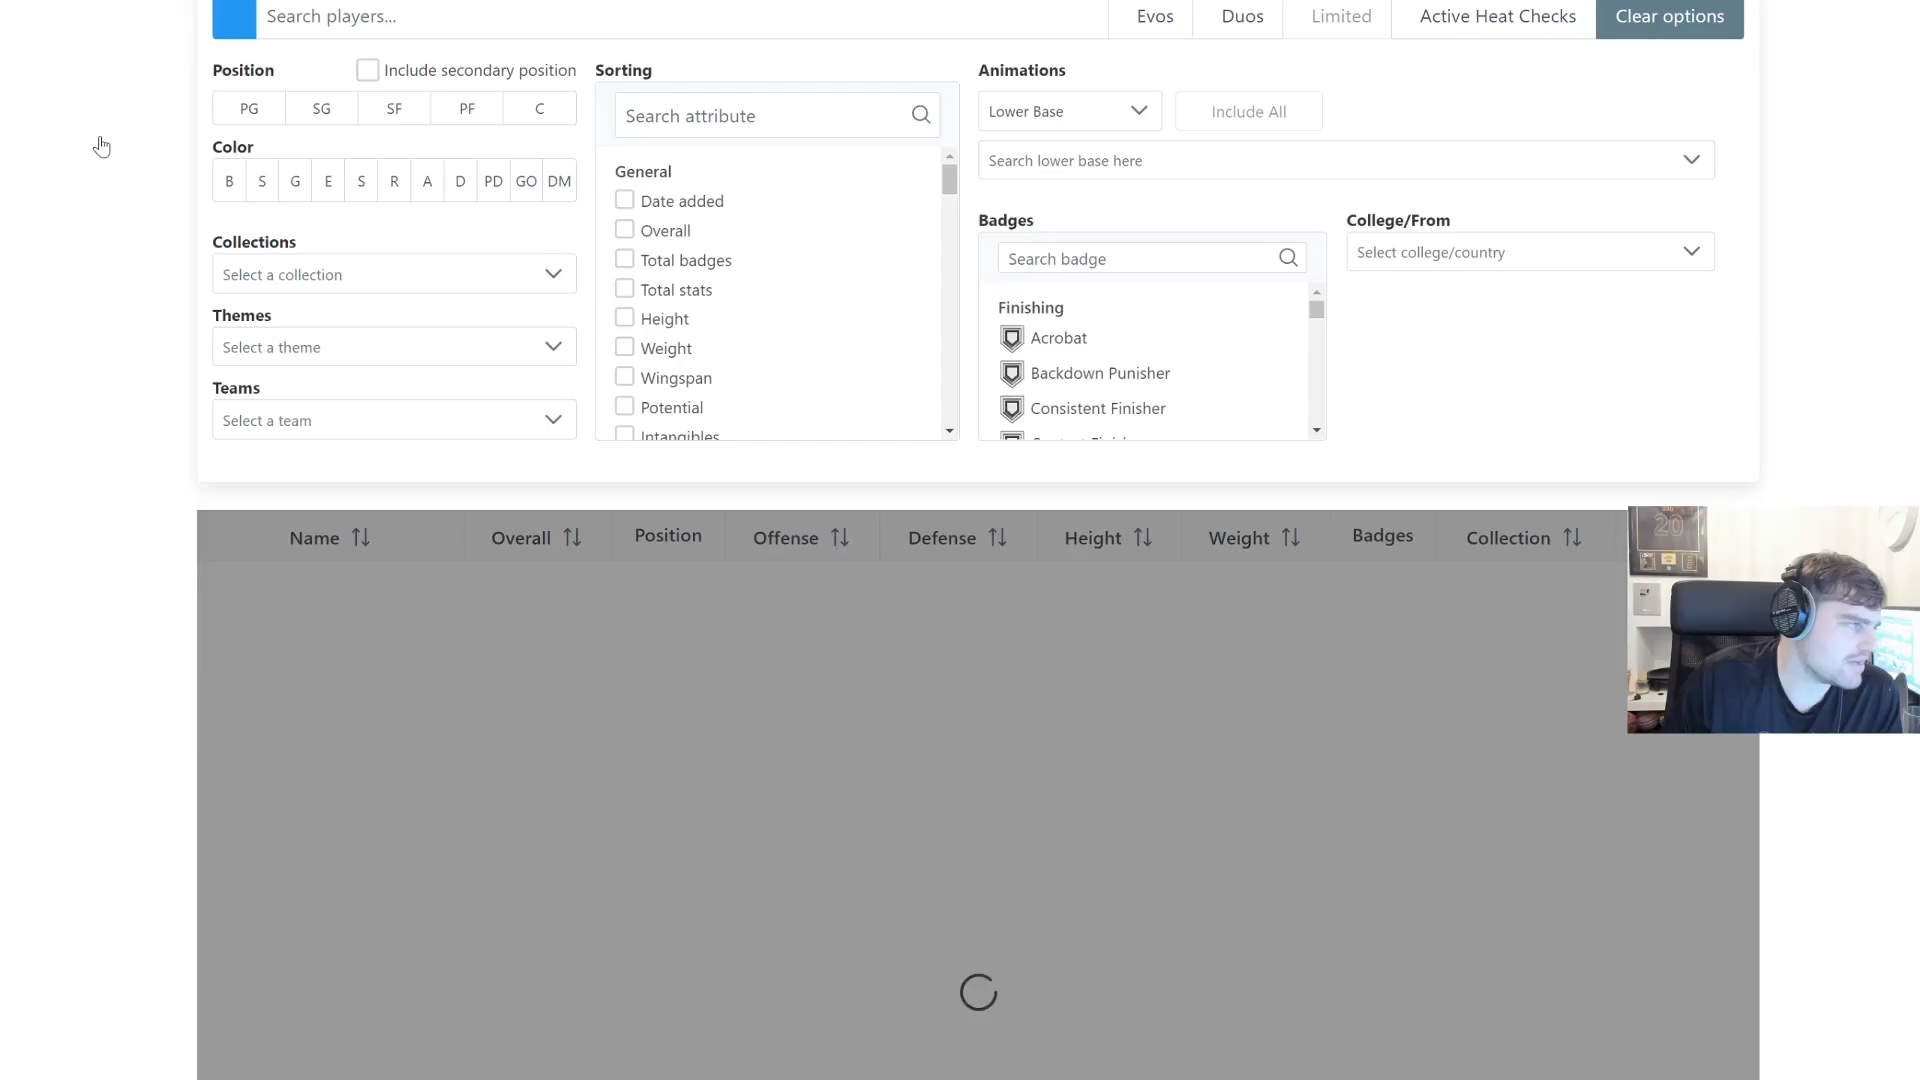 Search players...
Evos
Duos
Limited
Active Heat Checks
Clear options
Position
Include secondary position
PG SG SF PF C
Color
B S G E S R A D PD GO DM
Collections
Select a collection
Themes
Select a theme
Teams
Select a team
Sorting
Search attribute
General
Date added
Overall
Total badges
Total stats
Height
Weight
Wingspan
Potential
Intangibles
Animations
Lower Base
Include All
Search lower base here
Badges
Search badge
Finishing
Acrobat
Backdown Punisher
Consistent Finisher
College/From
Select college/country
Name Overall Position Offense Defense Height Weight Badges Collection
20